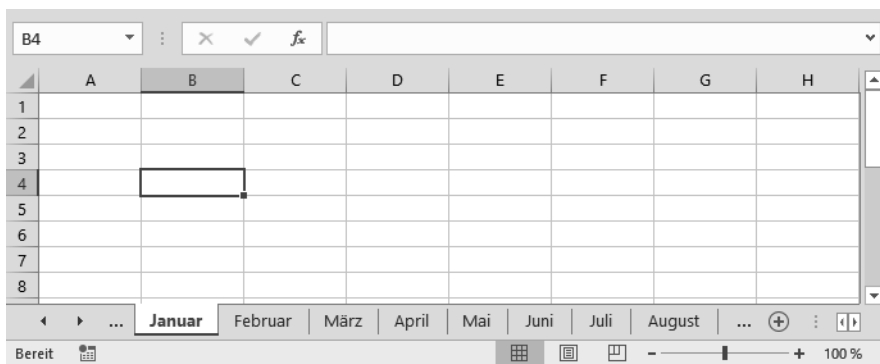 B4 fx
A B C D E F G H
1
2
3
4
5
6
7
8
... Januar Februar März April Mai Juni Juli August ...
Bereit 100 %